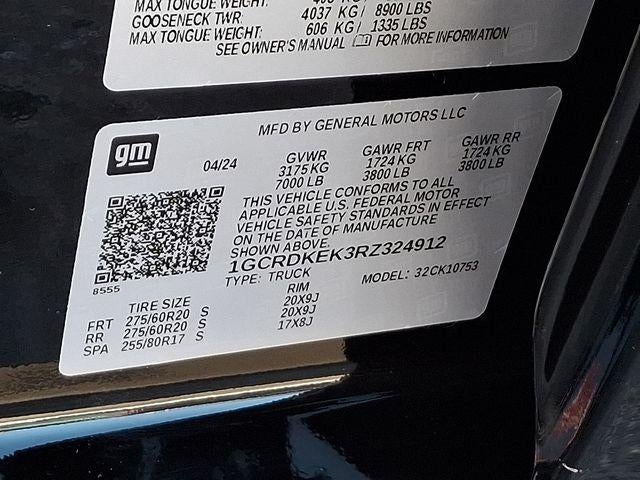 MAX TONGUE WEIGHT:
GOOSENECK TWR: 4037 KG/ 8900 LBS
MAX TONGUE WEIGHT: 606 KG/ 1335 LBS
SEE OWNER'S MANUAL FOR MORE INFORMATION
gm
MFD BY GENERAL MOTORS LLC
04/24 GVWR GAWR FRT GAWR RR
3175 KG 1724 KG 1724 KG
7000 LB 3800 LB 3800 LB
THIS VEHICLE CONFORMS TO ALL
APPLICABLE U.S. FEDERAL MOTOR
VEHICLE SAFETY STANDARDS IN EFFECT
ON THE DATE OF MANUFACTURE
SHOWN ABOVE.
1GCRDKEK3RZ324912
TYPE: TRUCK MODEL: 32CK10753
8555
TIRE SIZE RIM
FRT 275/60R20 S 20X9J
RR 275/60R20 S 20X9J
SPA 255/80R17 S 17X8J